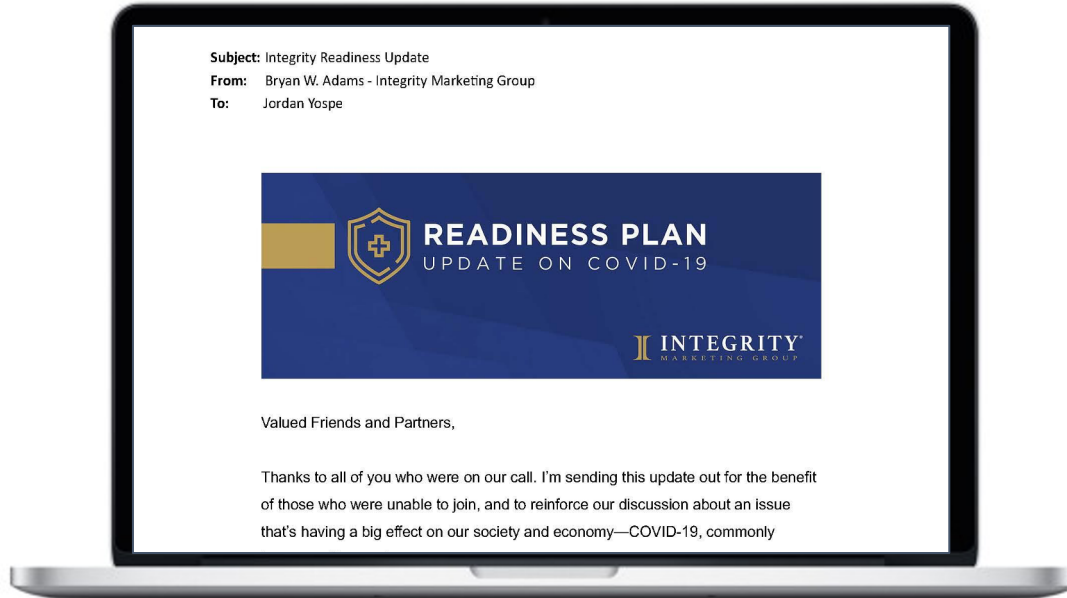 Subject: Integrity Readiness Update
From: Bryan W. Adams - Integrity Marketing Group
To: Jordan Yospe
READINESS PLAN
UPDATE ON COVID-19
INTEGRITY®
MARKETING GROUP
Valued Friends and Partners,
Thanks to all of you who were on our call. I'm sending this update out for the benefit
of those who were unable to join, and to reinforce our discussion about an issue
that's having a big effect on our society and economy—COVID-19, commonly